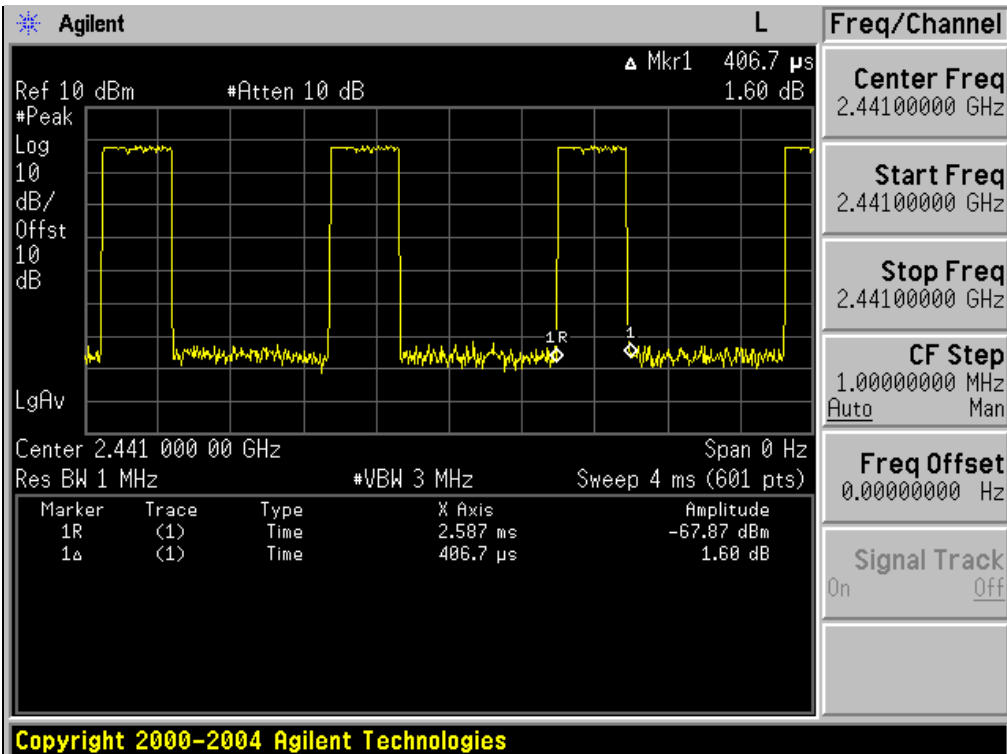 Agilent
L
Freq/Channel
Δ Mkr1 406.7 μs
Ref 10 dBm #Atten 10 dB 1.60 dB
#Peak
Log
10
dB/
Offst
10
dB
LgAv
1R
1
Center 2.441 000 00 GHz Span 0 Hz
Res BW 1 MHz #VBW 3 MHz Sweep 4 ms (601 pts)
Marker Trace Type X Axis Amplitude
1R (1) Time 2.587 ms -67.87 dBm
1Δ (1) Time 406.7 μs 1.60 dB
Center Freq
2.44100000 GHz
Start Freq
2.44100000 GHz
Stop Freq
2.44100000 GHz
CF Step
1.00000000 MHz
Auto Man
Freq Offset
0.00000000 Hz
Signal Track
On Off
Copyright 2000-2004 Agilent Technologies